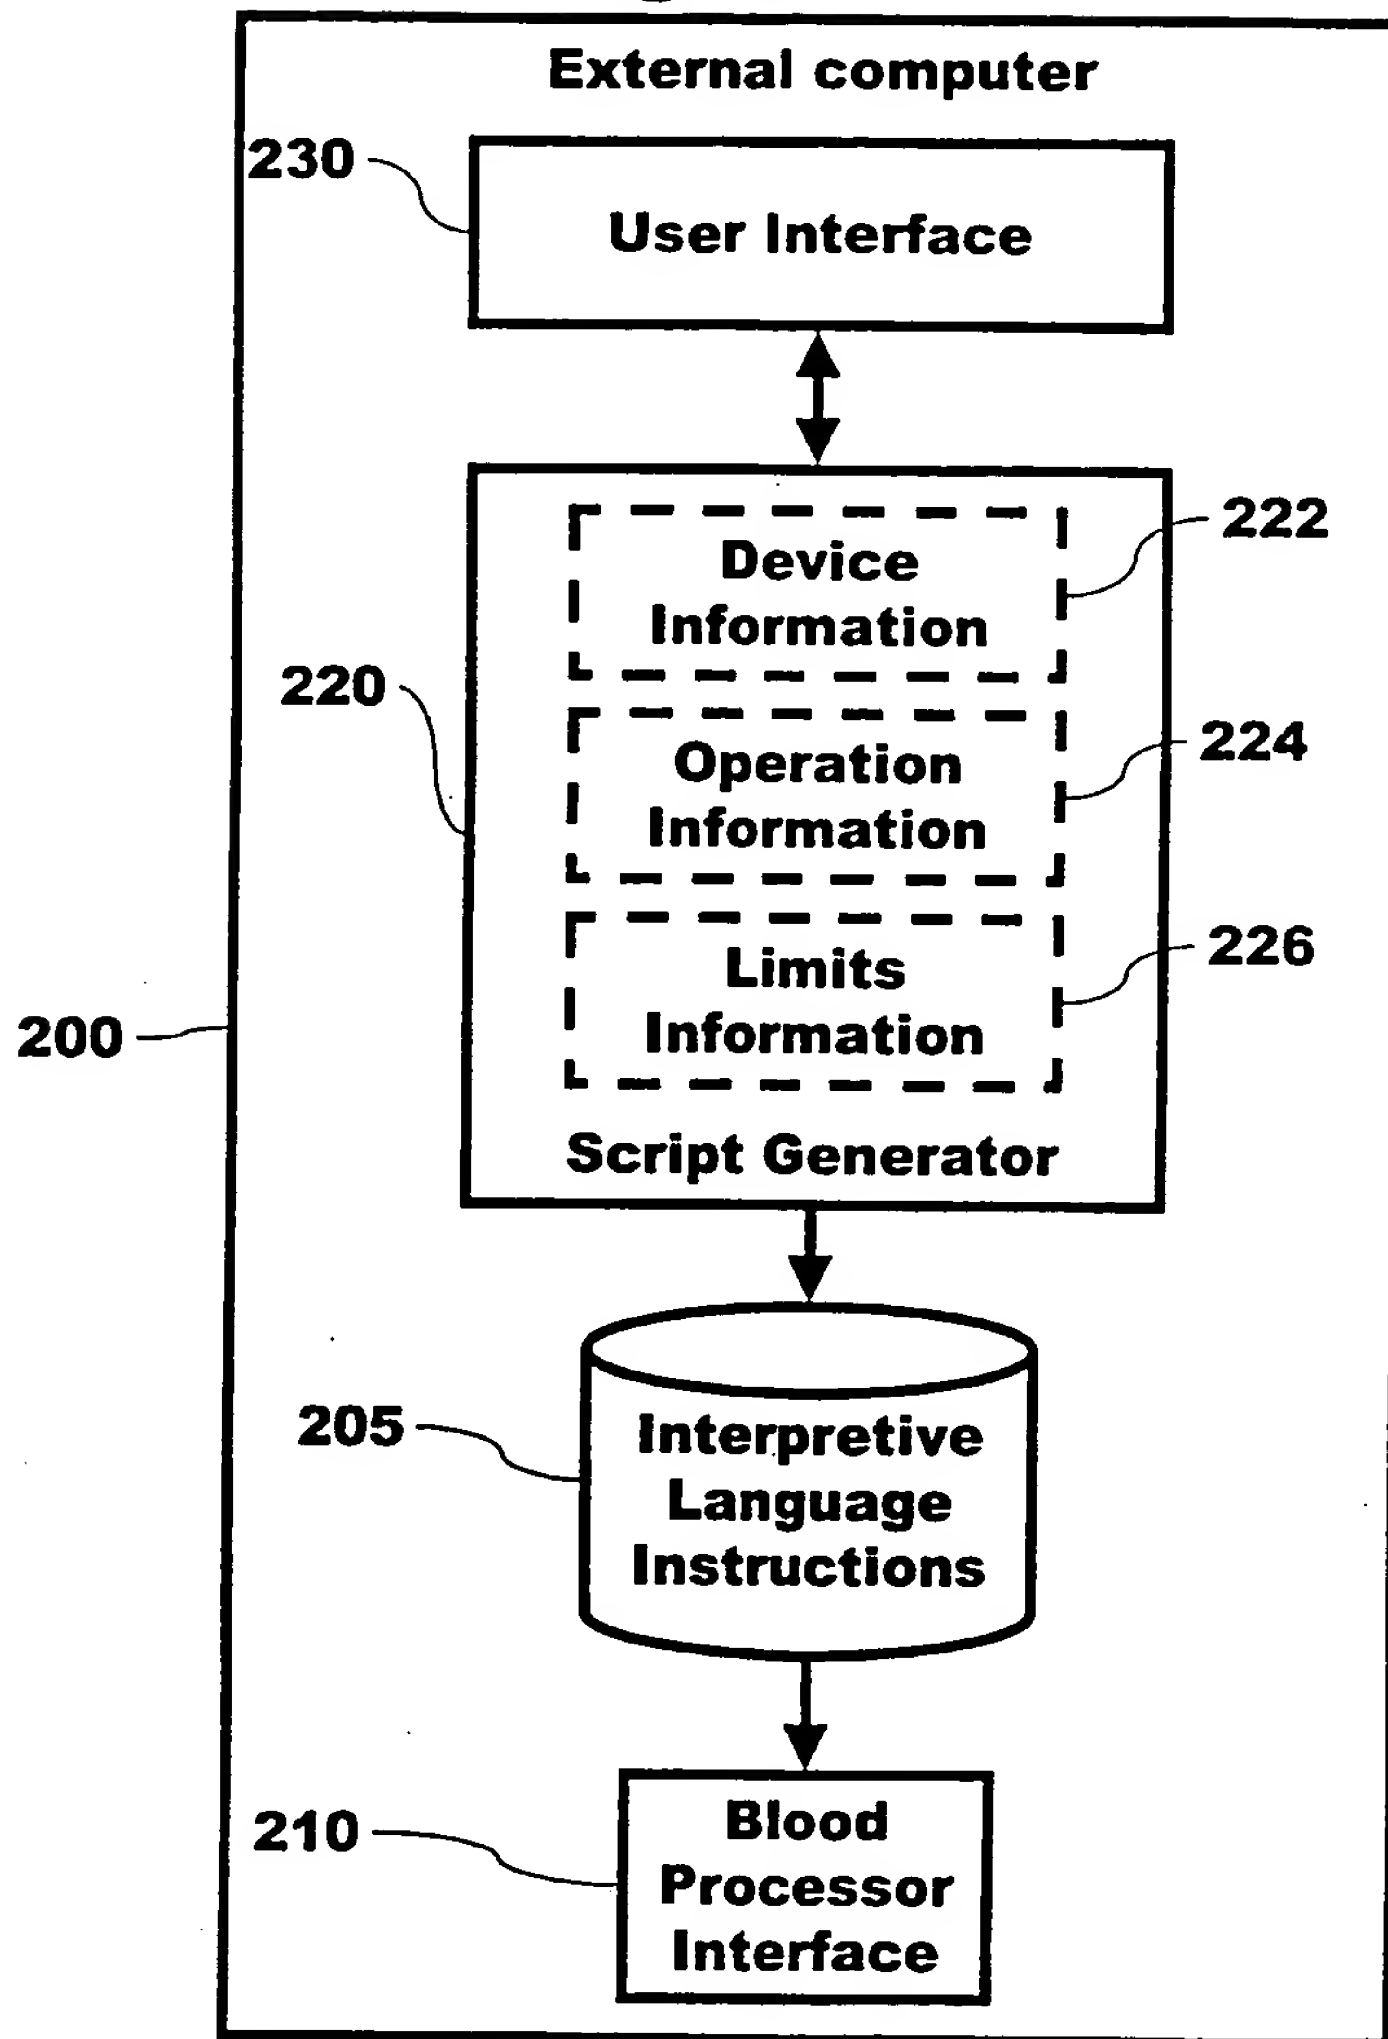 External computer
230
User Interface
222
Device
Information
220
224
Operation
Information
226
Limits
Information
200
Script Generator
205
Interpretive
Language
Instructions
210
Blood
Processor
Interface